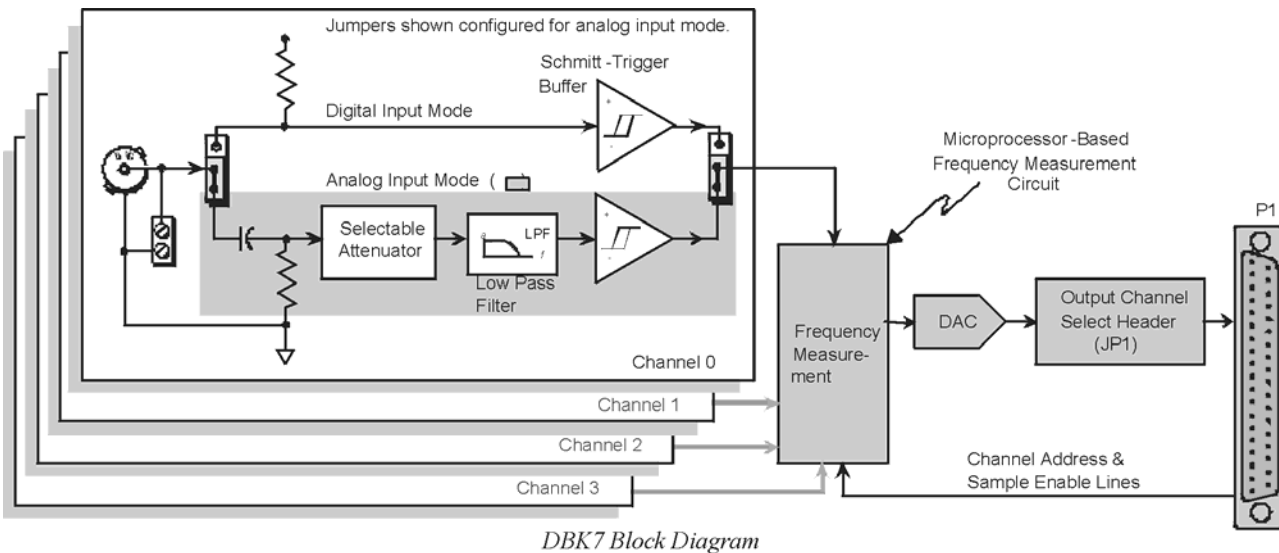 Jumpers shown configured for analog input mode.
Schmitt -Trigger
Buffer
Digital Input Mode
Analog Input Mode ( )
Selectable
Attenuator
LPF
a
f
Low Pass
Filter
Channel 0
Channel 1
Channel 2
Channel 3
Microprocessor -Based
Frequency Measurement
Circuit
Frequency
Measure-
ment
DAC
Output Channel
Select Header
(JP1)
P1
Channel Address &
Sample Enable Lines
DBK7 Block Diagram